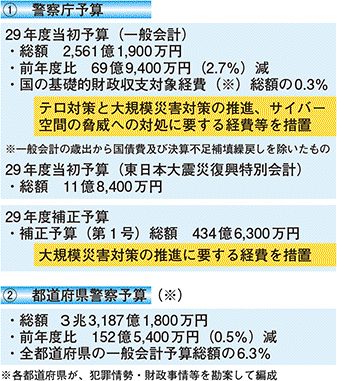 ① 警察庁予算
29年度当初予算（一般会計）
・総額 2,561億1,900万円
・前年度比 69億9,400万円（2.7%）減
・国の基礎的財政収支対象経費（※）総額の0.3%
テロ対策と大規模災害対策の推進、サイバー
空間の脅威への対処に要する経費等を措置
※一般会計の歳出から国債費及び決算不足補填繰戻しを除いたもの
29年度当初予算（東日本大震災復興特別会計）
・総額 11億8,400万円
29年度補正予算
・補正予算（第1号）総額 434億6,300万円
大規模災害対策の推進に要する経費を措置
② 都道府県警察予算（※）
・総額 3兆3,187億1,800万円
・前年度比 152億5,400万円（0.5%）減
・全都道府県の一般会計予算総額の6.3%
※各都道府県が、犯罪情勢・財政事情等を勘案して編成